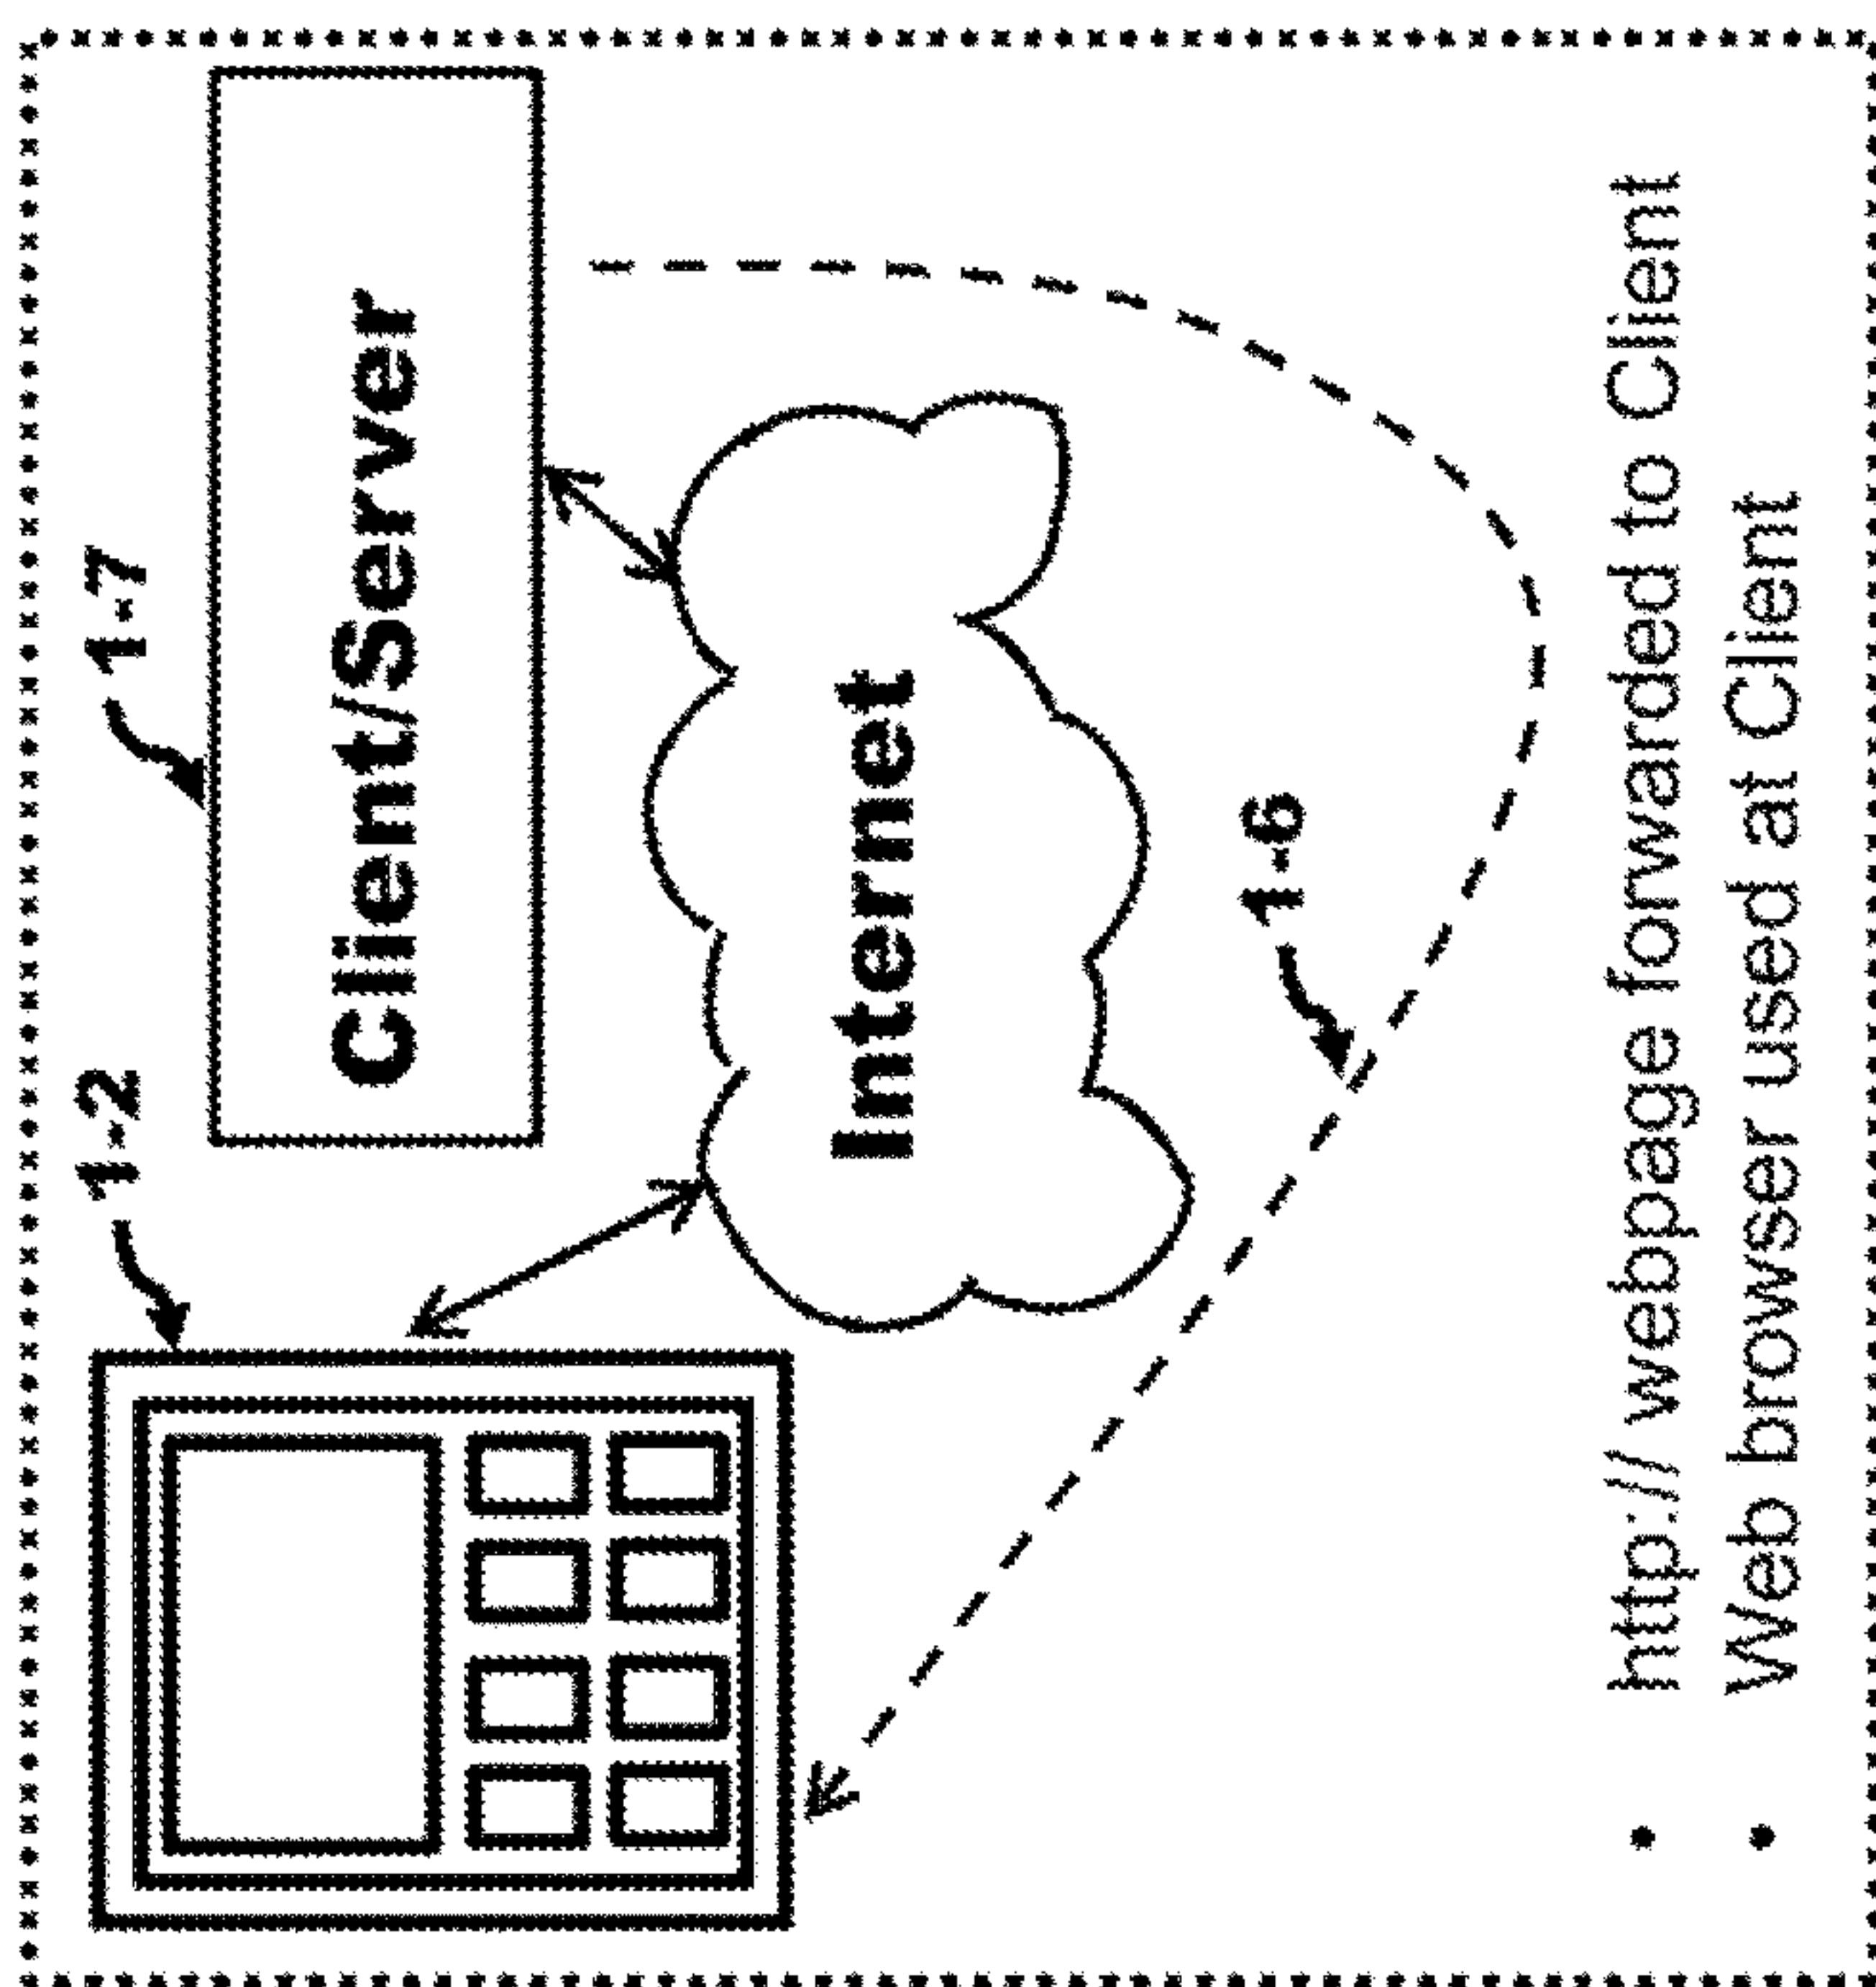 1-2
1-7
Client/Server
Internet
1-6
• http:// webpage forwarded to Client
• Web browser used at Client